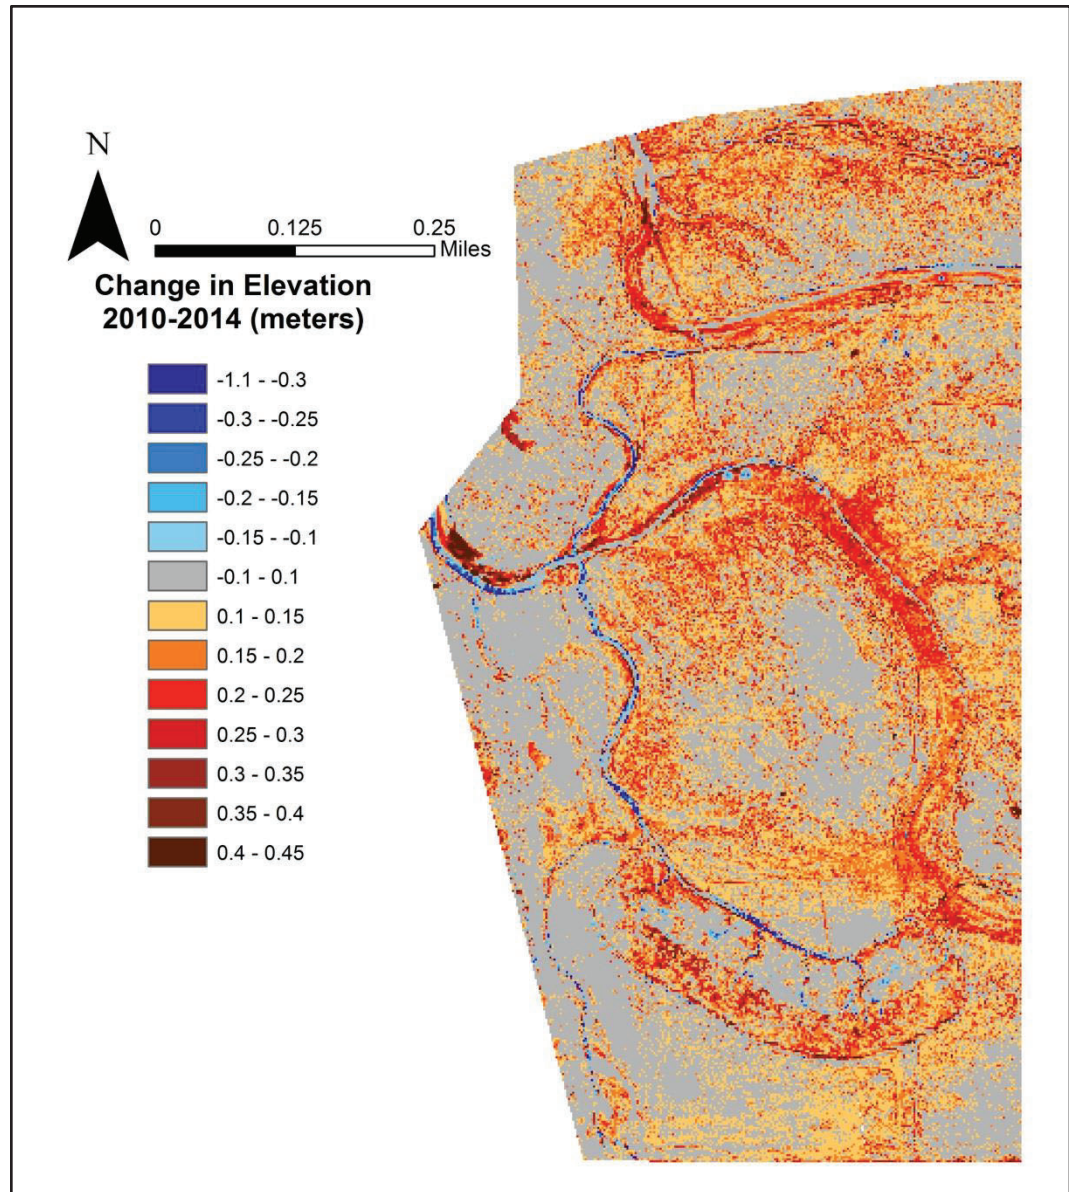 N
0 0.125 0.25
Miles
Change in Elevation
2010-2014 (meters)
-1.1 - -0.3
-0.3 - -0.25
-0.25 - -0.2
-0.2 - -0.15
-0.15 - -0.1
-0.1 - 0.1
0.1 - 0.15
0.15 - 0.2
0.2 - 0.25
0.25 - 0.3
0.3 - 0.35
0.35 - 0.4
0.4 - 0.45